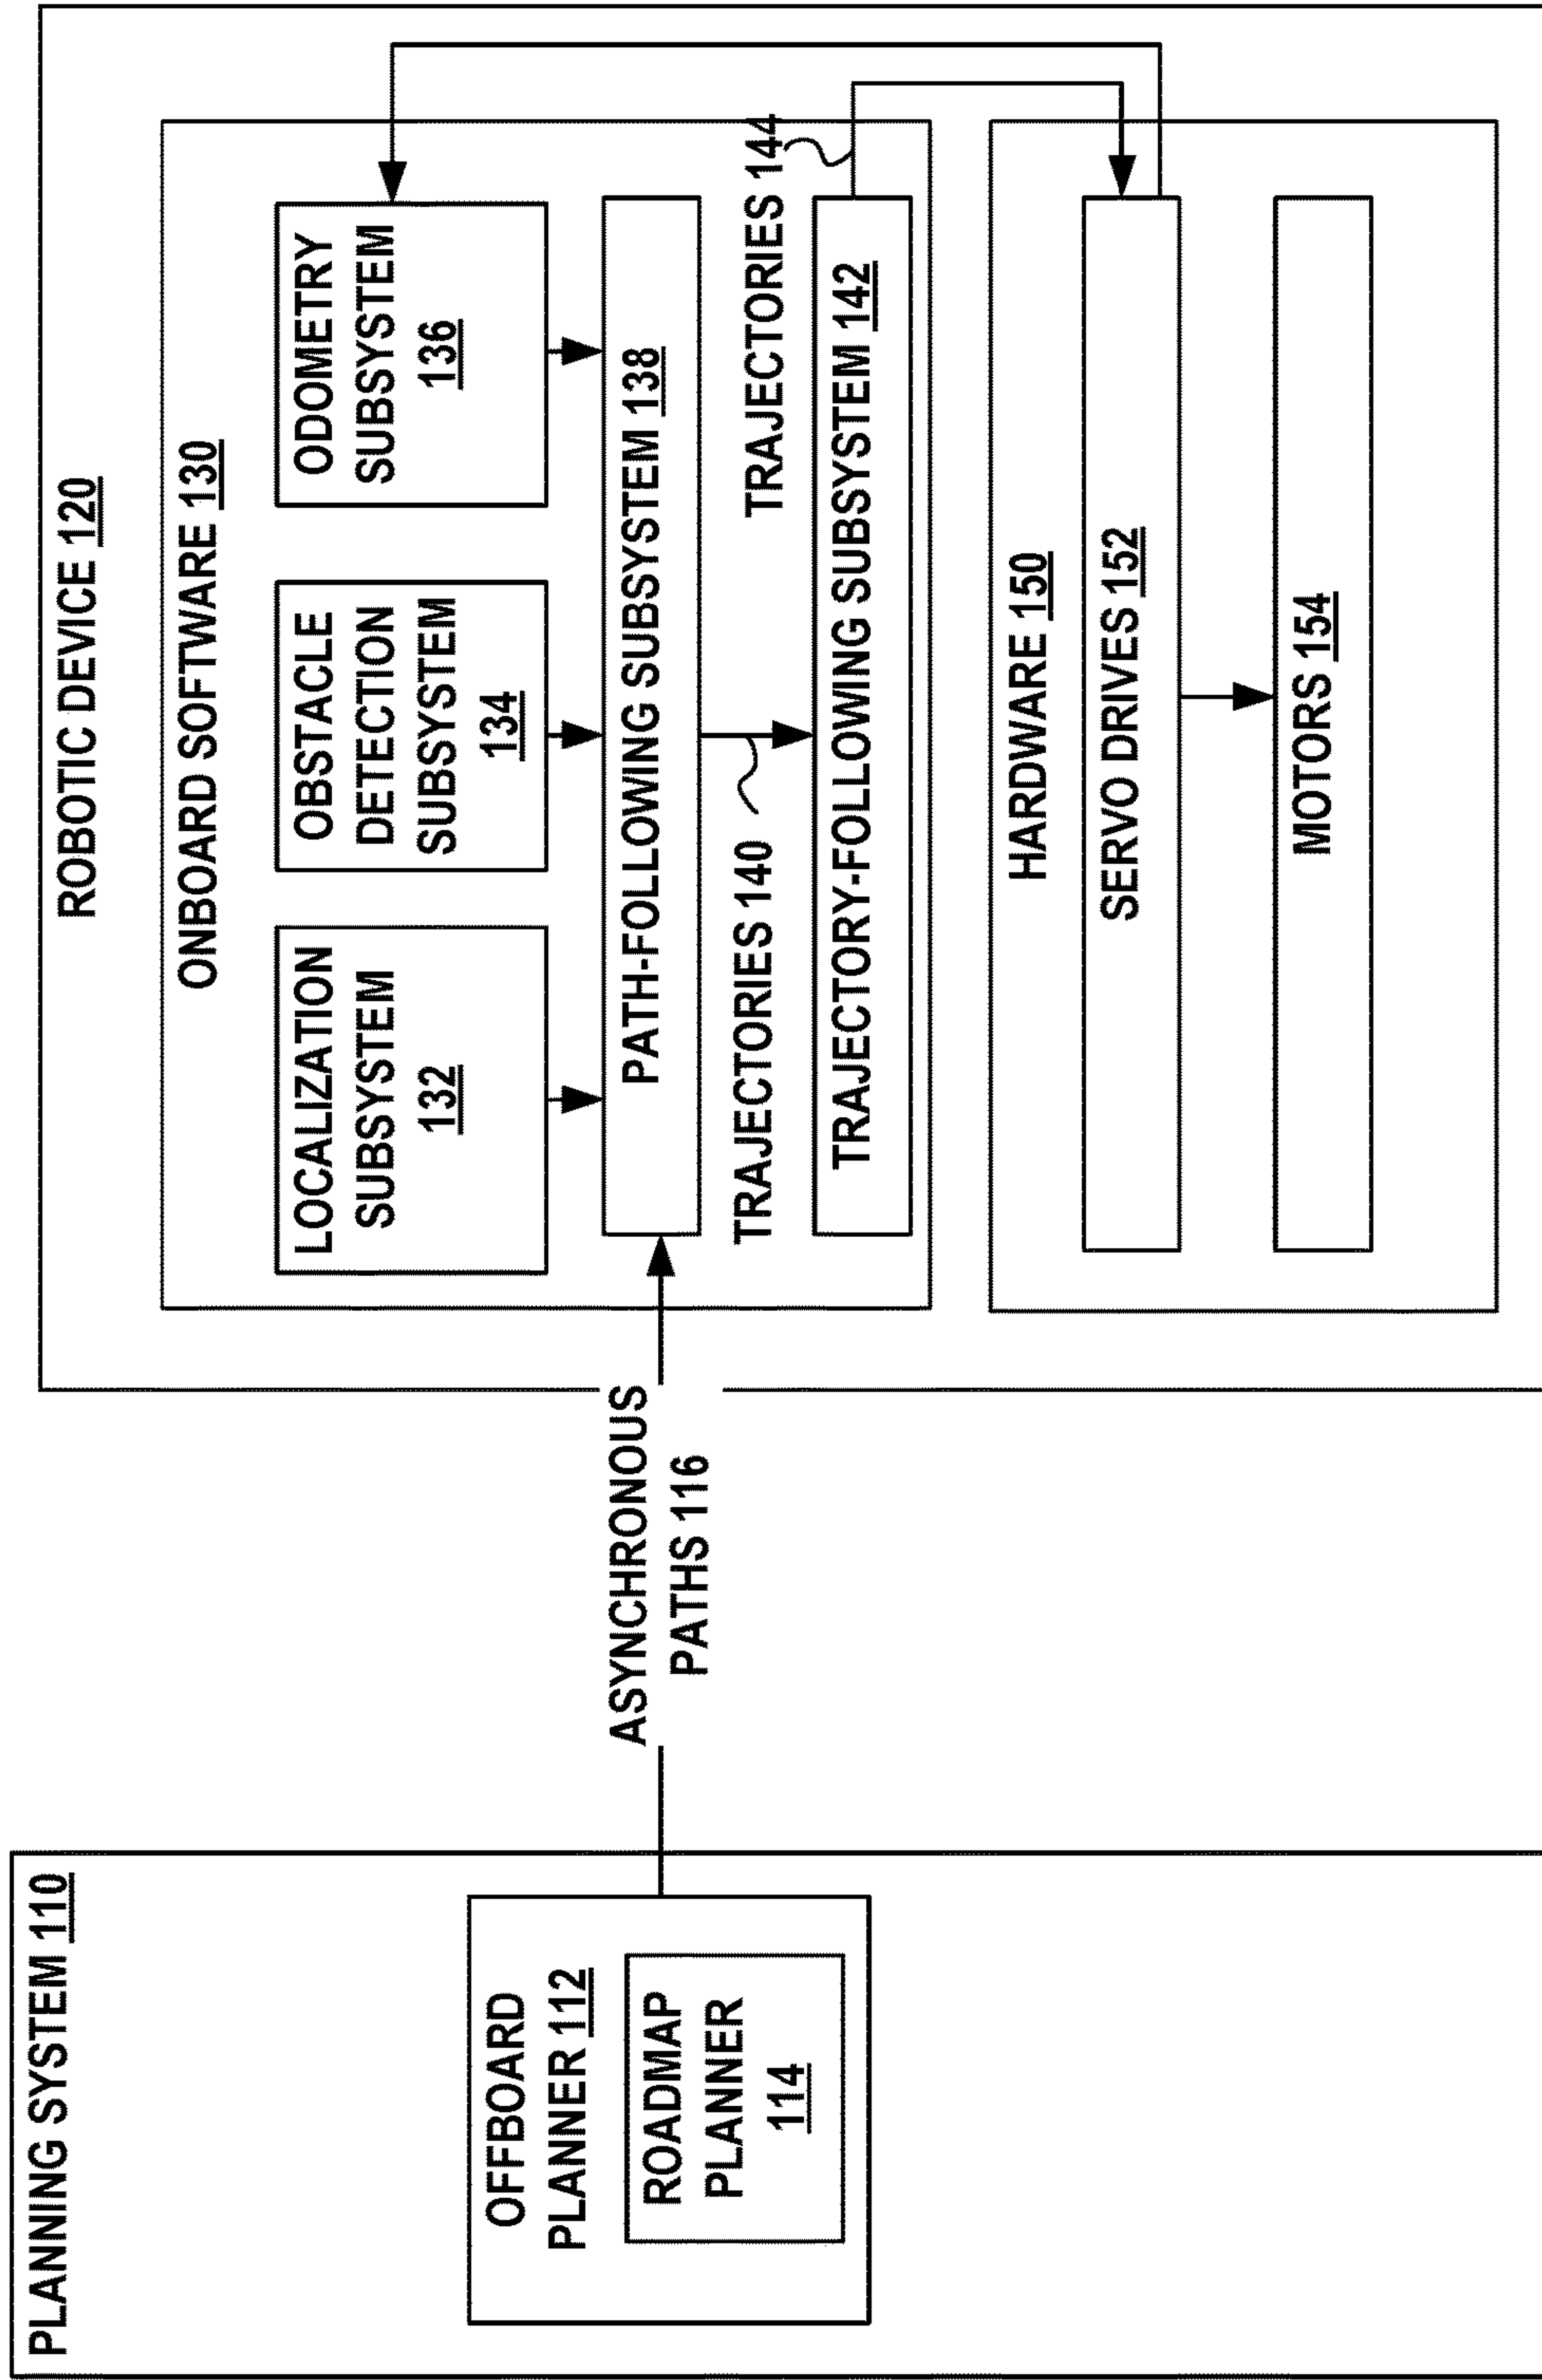 PLANNING SYSTEM 110
OFFBOARD
PLANNER 112
ROADMAP
PLANNER
114
ASYNCHRONOUS
PATHS 116
ROBOTIC DEVICE 120
ONBOARD SOFTWARE 130
LOCALIZATION
SUBSYSTEM
132
OBSTACLE
DETECTION
SUBSYSTEM
134
ODOMETRY
SUBSYSTEM
136
PATH-FOLLOWING SUBSYSTEM 138
TRAJECTORIES 140
TRAJECTORIES 144
TRAJECTORY-FOLLOWING SUBSYSTEM 142
HARDWARE 150
SERVO DRIVES 152
MOTORS 154